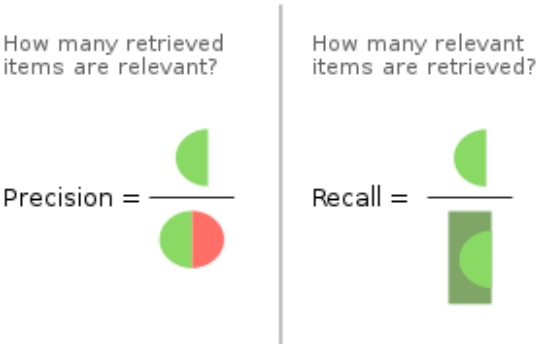 How many retrieved
items are relevant?
Precision =
How many relevant
items are retrieved?
Recall =